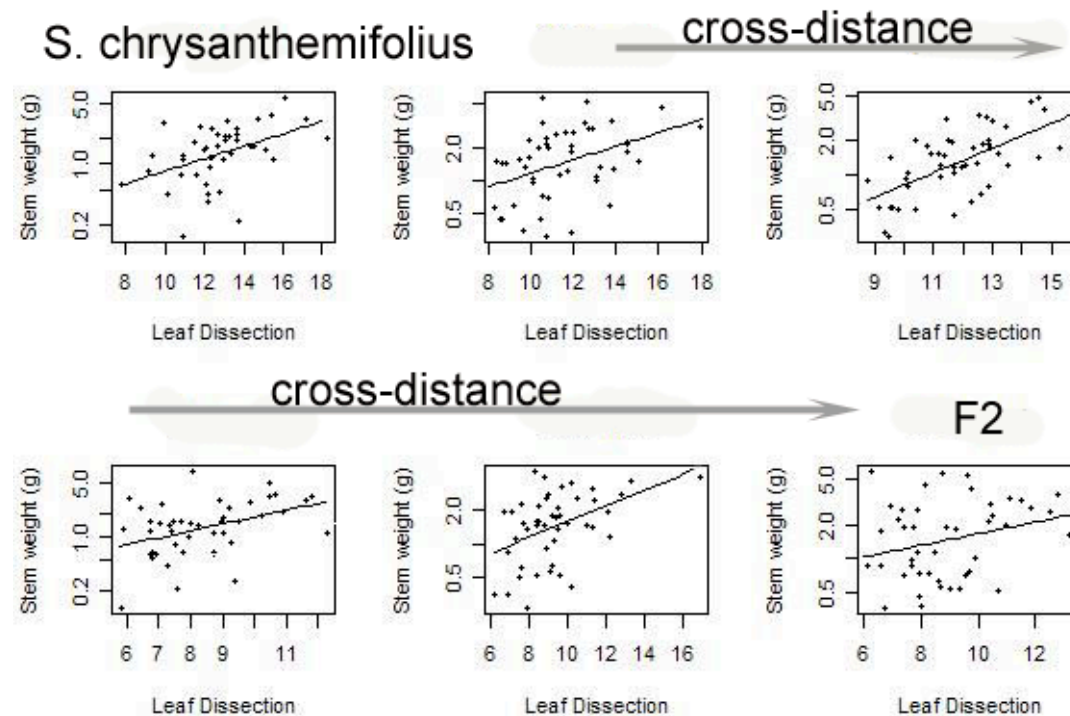 S. chrysanthemifolius
cross-distance
Stem weight (g)
5.0
1.0
0.2
8 10 12 14 16 18
Leaf Dissection
Stem weight (g)
2.0
0.5
8 10 12 14 16 18
Leaf Dissection
Stem weight (g)
5.0
2.0
0.5
9 10 11 13 15
Leaf Dissection
cross-distance
F2
Stem weight (g)
5.0
1.0
0.2
6 7 8 9 11
Leaf Dissection
Stem weight (g)
2.0
0.5
6 8 10 12 14 16
Leaf Dissection
Stem weight (g)
5.0
2.0
0.5
6 8 10 12
Leaf Dissection